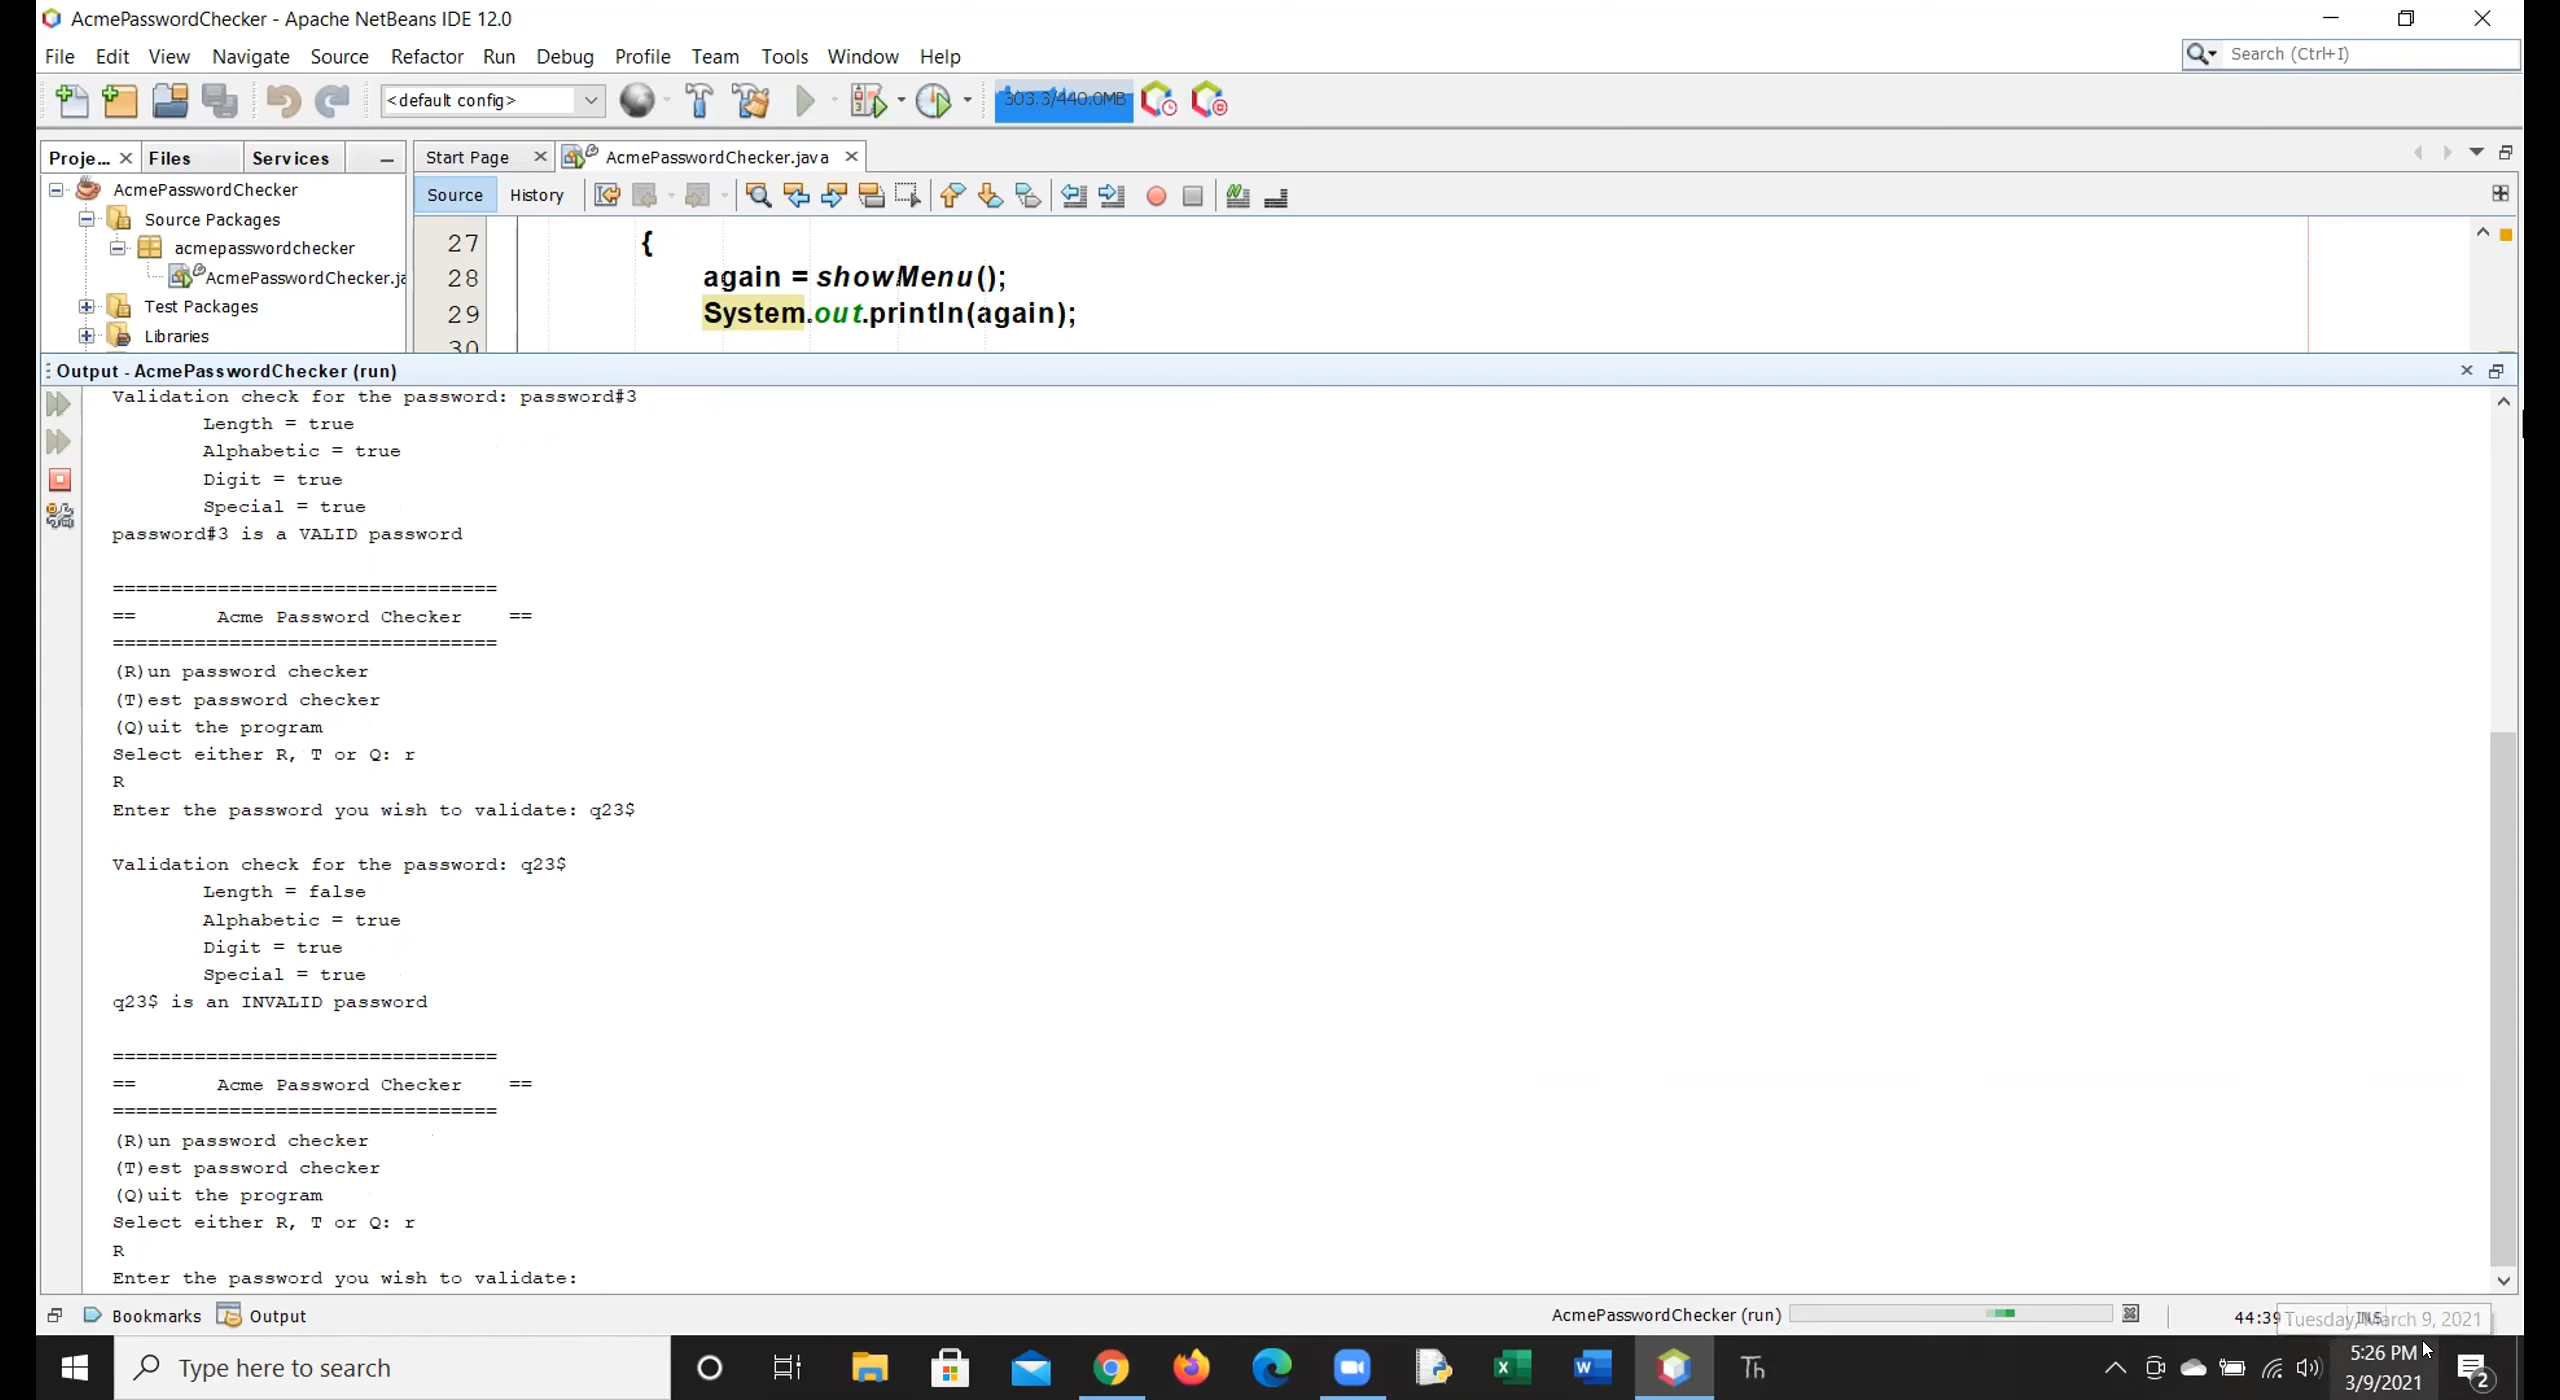 AcmePasswordChecker - Apache NetBeans IDE 12.0
File Edit View Navigate Source Refactor Run Debug Profile Team Tools Window Help
Search (Ctrl+I)
<default config>
303.3/440.0MB
Proje... Files Services
Start Page AcmePasswordChecker.java
AcmePasswordChecker
Source Packages
acmepasswordchecker
AcmePasswordChecker.ja
Test Packages
Libraries
Source History
27 {
28 again = showMenu();
29 System.out.println(again);
30
Output - AcmePasswordChecker (run)
Validation check for the password: password#3
Length = true
Alphabetic = true
Digit = true
Special = true
password#3 is a VALID password
=================================
== Acme Password Checker ==
=================================
(R)un password checker
(T)est password checker
(Q)uit the program
Select either R, T or Q: r
R
Enter the password you wish to validate: q23$
Validation check for the password: q23$
Length = false
Alphabetic = true
Digit = true
Special = true
q23$ is an INVALID password
=================================
== Acme Password Checker ==
=================================
(R)un password checker
(T)est password checker
(Q)uit the program
Select either R, T or Q: r
R
Enter the password you wish to validate:
Bookmarks Output
AcmePasswordChecker (run)
44:39
Tuesday, March 9, 2021
Type here to search
Th
5:26 PM
3/9/2021
2